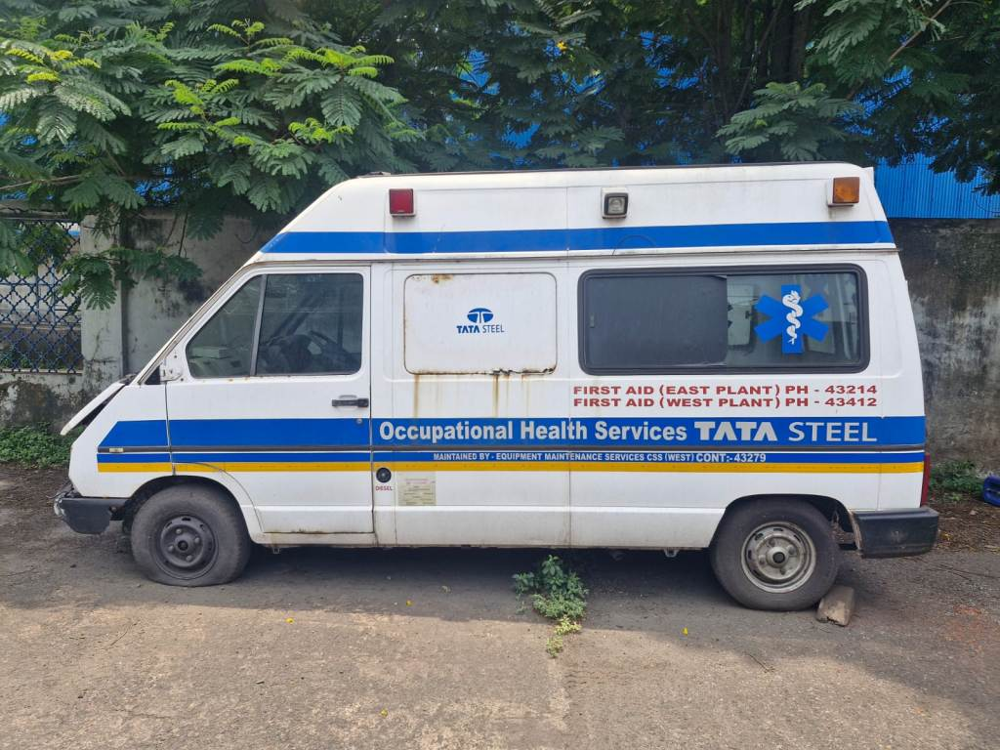 TATA STEEL
FIRST AID (EAST PLANT) PH - 43214
FIRST AID (WEST PLANT) PH - 43412
Occupational Health Services TATA STEEL
MAINTAINED BY - EQUIPMENT MAINTENANCE SERVICES CSS (WEST) CONT:-43279
DIESEL